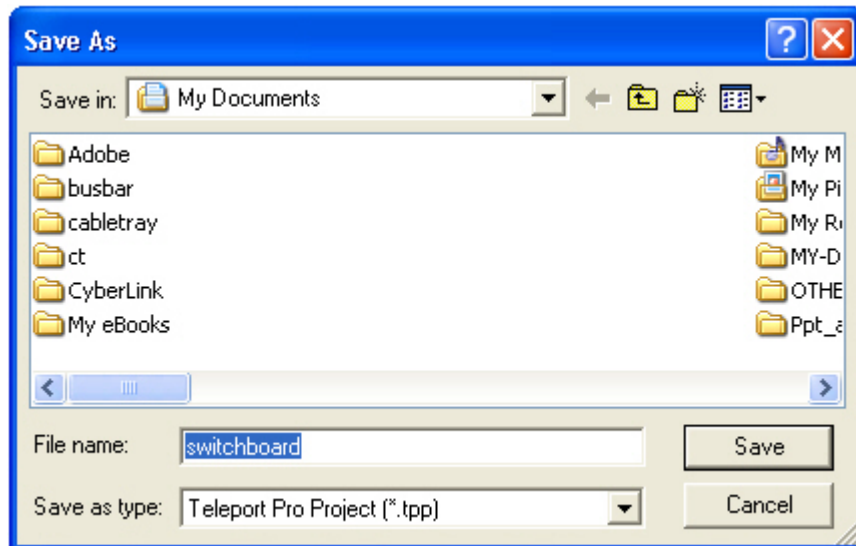 Save As
Save in: My Documents
Adobe
busbar
cabletray
ct
CyberLink
My eBooks
My M
My Pi
My R
MY-D
OTHE
Ppt_a
File name: switchboard Save
Save as type: Teleport Pro Project (*.tpp) Cancel